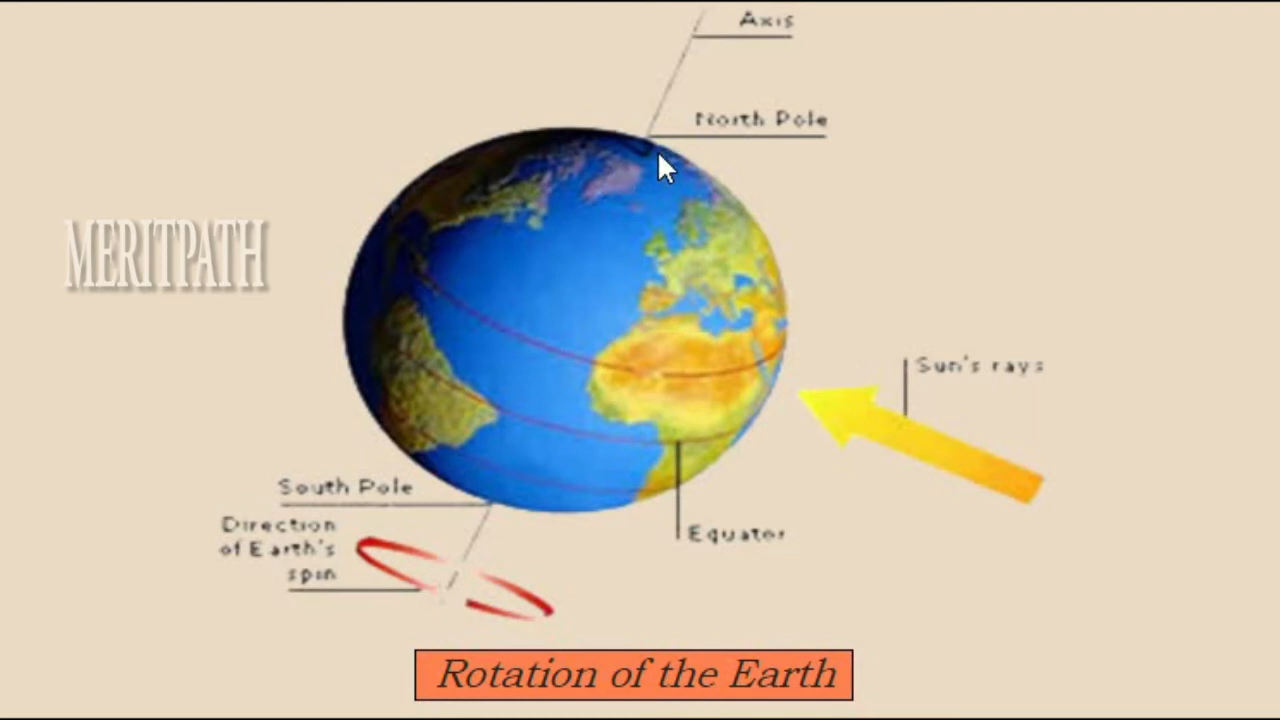 Axis
North Pole
MERITPATH
Sun's rays
South Pole
Direction
of Earth's
spin
Equator
Rotation of the Earth